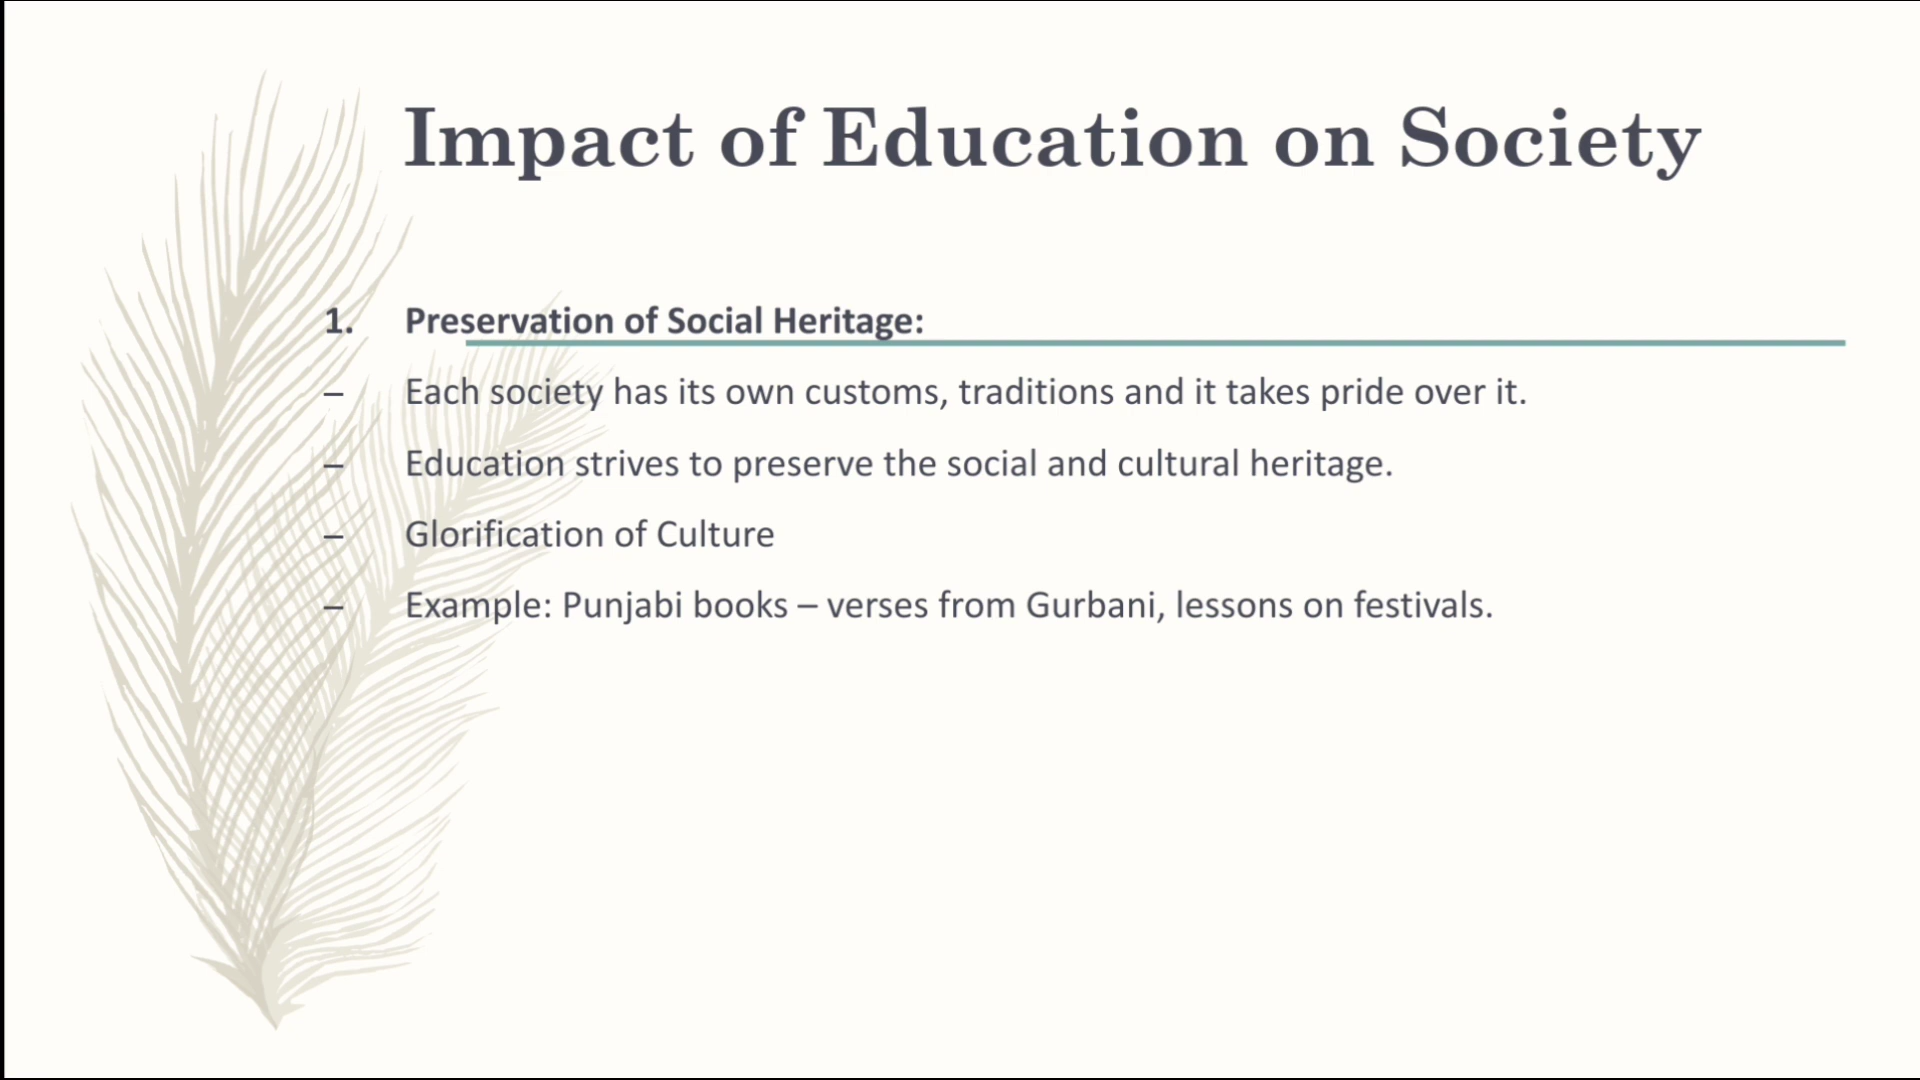 Impact of Education on Society
1. Preservation of Social Heritage:
– Each society has its own customs, traditions and it takes pride over it.
– Education strives to preserve the social and cultural heritage.
– Glorification of Culture
– Example: Punjabi books – verses from Gurbani, lessons on festivals.